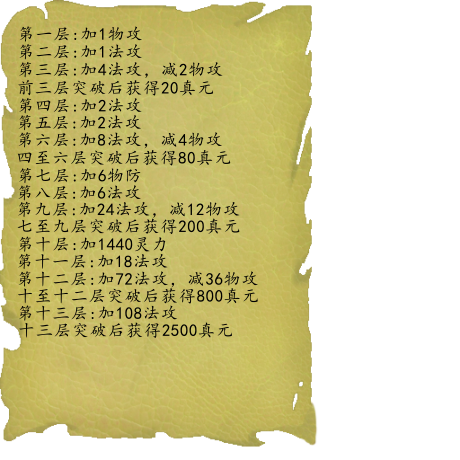 第一层:加1物攻
第二层:加1法攻
第三层:加4法攻，减2物攻
前三层突破后获得20真元
第四层:加2法攻
第五层:加2法攻
第六层:加8法攻，减4物攻
四至六层突破后获得80真元
第七层:加6物防
第八层:加6法攻
第九层:加24法攻，减12物攻
七至九层突破后获得200真元
第十层:加1440灵力
第十一层:加18法攻
第十二层:加72法攻，减36物攻
十至十二层突破后获得800真元
第十三层:加108法攻
十三层突破后获得2500真元